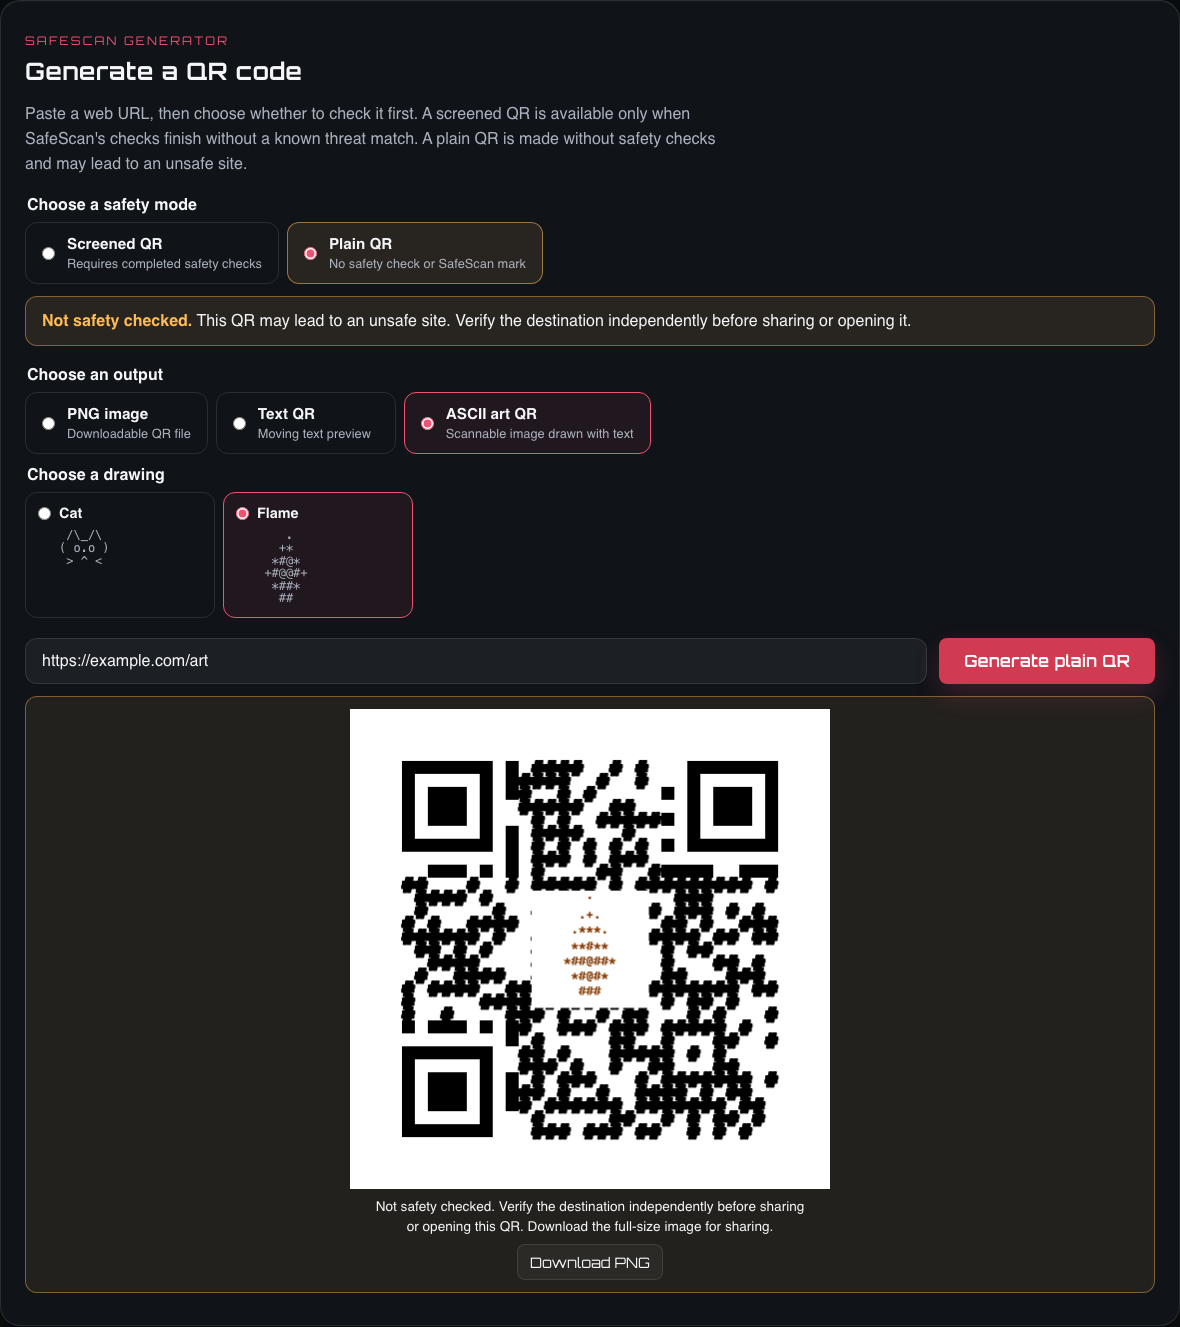 SAFESCAN GENERATOR
Generate a QR code
Paste a web URL, then choose whether to check it first. A screened QR is available only when
SafeScan's checks finish without a known threat match. A plain QR is made without safety checks
and may lead to an unsafe site.
Choose a safety mode
Screened QR
Requires completed safety checks
Plain QR
No safety check or SafeScan mark
Not safety checked. This QR may lead to an unsafe site. Verify the destination independently before sharing or opening it.
Choose an output
PNG image
Downloadable QR file
Text QR
Moving text preview
ASCII art QR
Scannable image drawn with text
Choose a drawing
Cat
/\_/\
( o.o )
> ^ <
Flame
.
+*
*#@*
+#@@#+
*##*
##
https://example.com/art
Generate plain QR
.
.+.
.***.
**#**
*##@##*
*#@#*
###
Not safety checked. Verify the destination independently before sharing
or opening this QR. Download the full-size image for sharing.
Download PNG